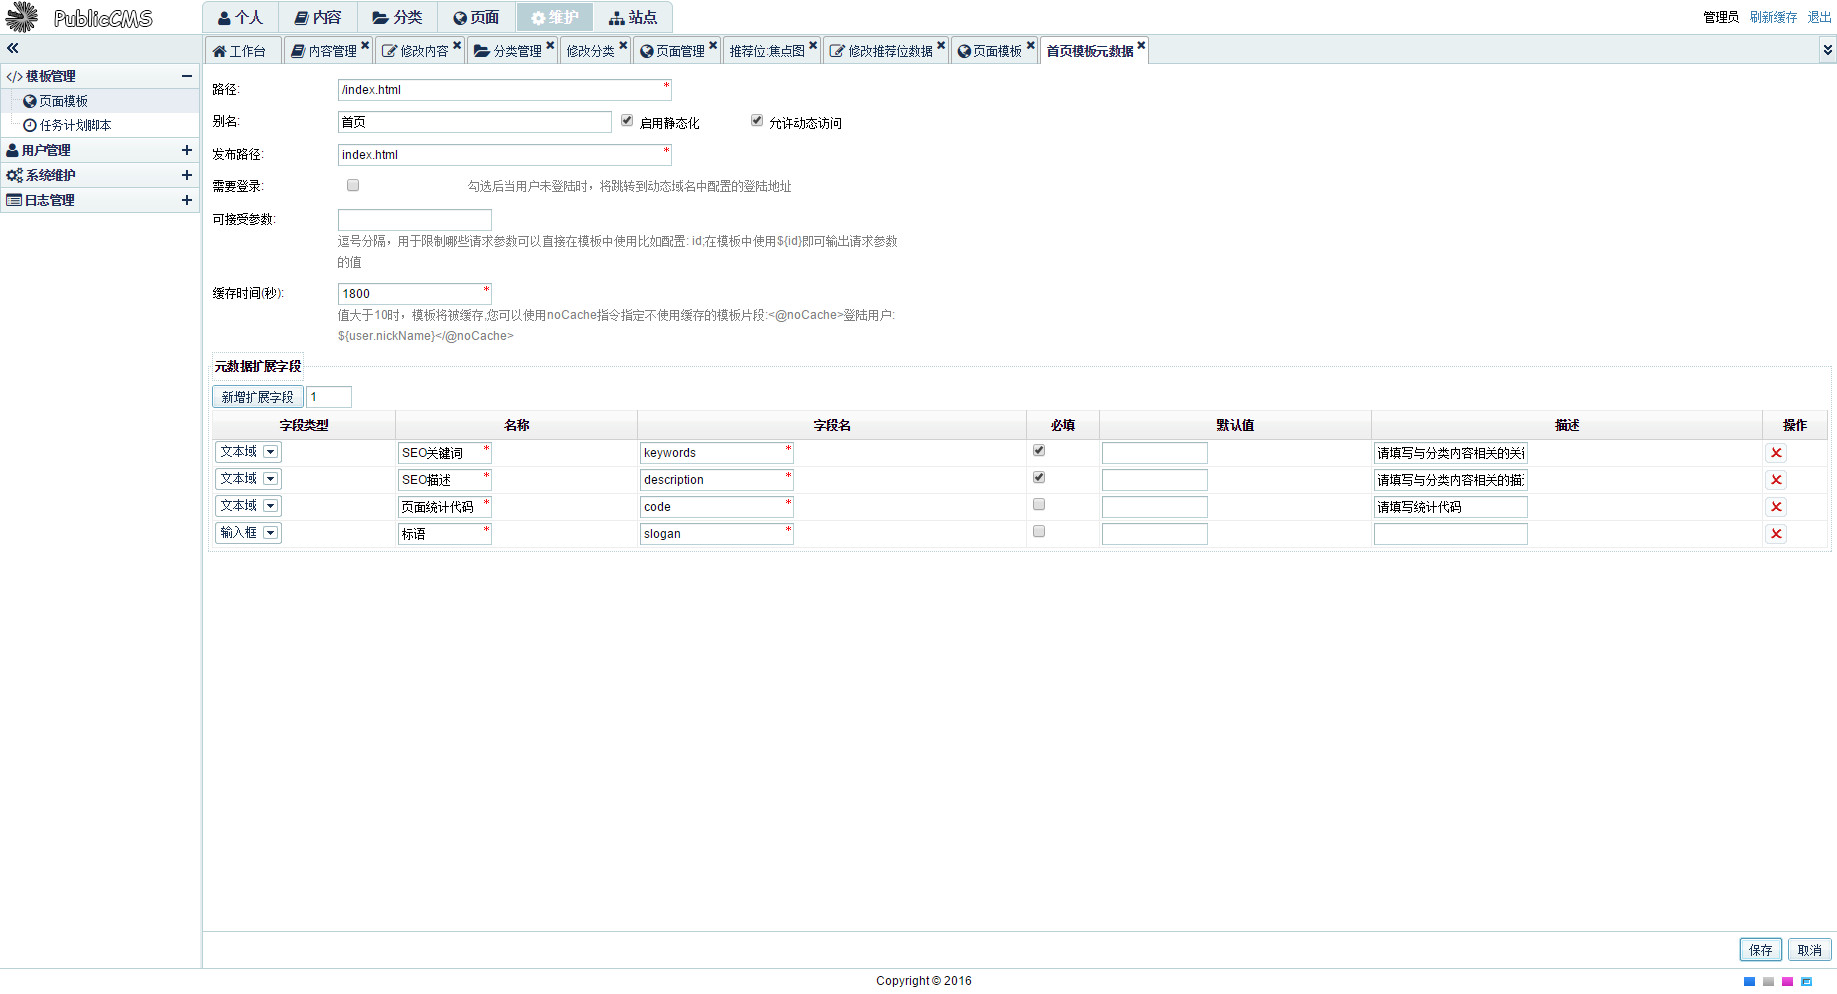 PublicCMS
个人 内容 分类 页面 维护 站点
管理员 刷新缓存 退出
工作台 内容管理 修改内容 分类管理 修改分类 页面管理 推荐位:焦点图 修改推荐位数据 页面模板 首页模板元数据
模板管理
页面模板
任务计划脚本
用户管理
系统维护
日志管理
路径: /index.html *
别名: 首页 启用静态化 允许动态访问
发布路径: index.html *
需要登录: 勾选后当用户未登陆时，将跳转到动态域名中配置的登陆地址
可接受参数:
逗号分隔，用于限制哪些请求参数可以直接在模板中使用比如配置: id;在模板中使用${id}即可输出请求参数
的值
缓存时间(秒): 1800 *
值大于10时，模板将被缓存,您可以使用noCache指令指定不使用缓存的模板片段:<@noCache>登陆用户:
${user.nickName}</@noCache>
元数据扩展字段
新增扩展字段 1
字段类型 名称 字段名 必填 默认值 描述 操作
文本域 SEO关键词 * keywords * 请填写与分类内容相关的关
文本域 SEO描述 * description * 请填写与分类内容相关的描
文本域 页面统计代码 * code * 请填写统计代码
输入框 标语 * slogan *
保存 取消
Copyright © 2016